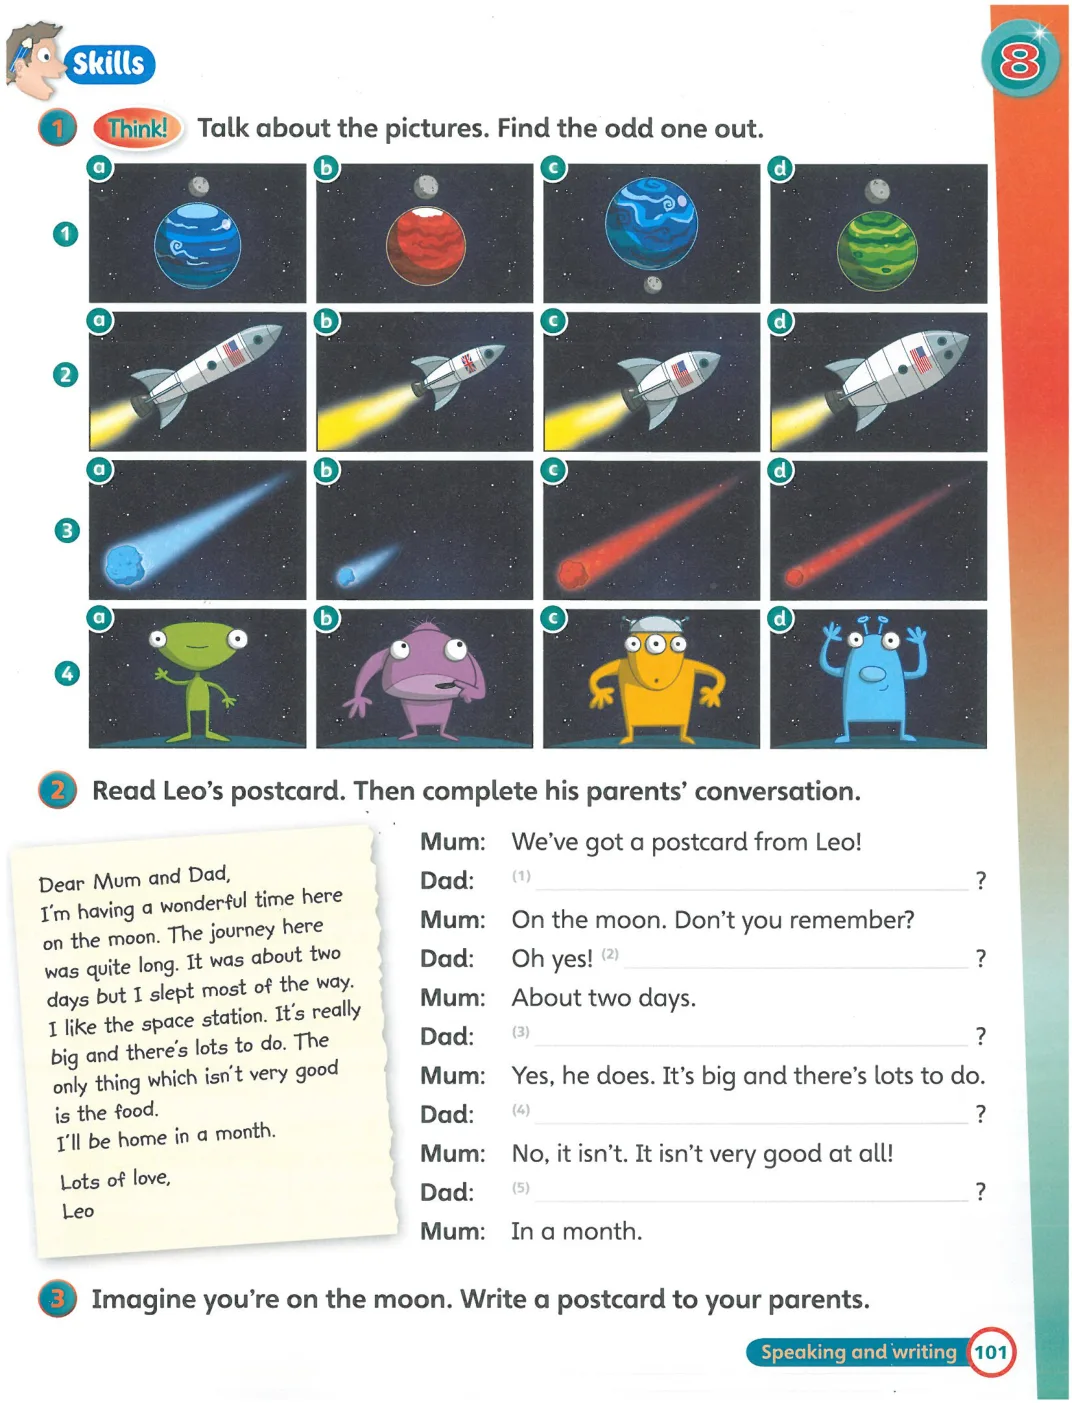 Skills
8
1 Think! Talk about the pictures. Find the odd one out.
a b c d
1
a b c d
2
a b c d
3
a b c d
4
2 Read Leo's postcard. Then complete his parents' conversation.
Dear Mum and Dad,
I'm having a wonderful time here
on the moon. The journey here
was quite long. It was about two
days but I slept most of the way.
I like the space station. It's really
big and there's lots to do. The
only thing which isn't very good
is the food.
I'll be home in a month.
Lots of love,
Leo
Mum: We've got a postcard from Leo!
Dad: (1) ?
Mum: On the moon. Don't you remember?
Dad: Oh yes! (2) ?
Mum: About two days.
Dad: (3) ?
Mum: Yes, he does. It's big and there's lots to do.
Dad: (4) ?
Mum: No, it isn't. It isn't very good at all!
Dad: (5) ?
Mum: In a month.
3 Imagine you're on the moon. Write a postcard to your parents.
Speaking and writing 101